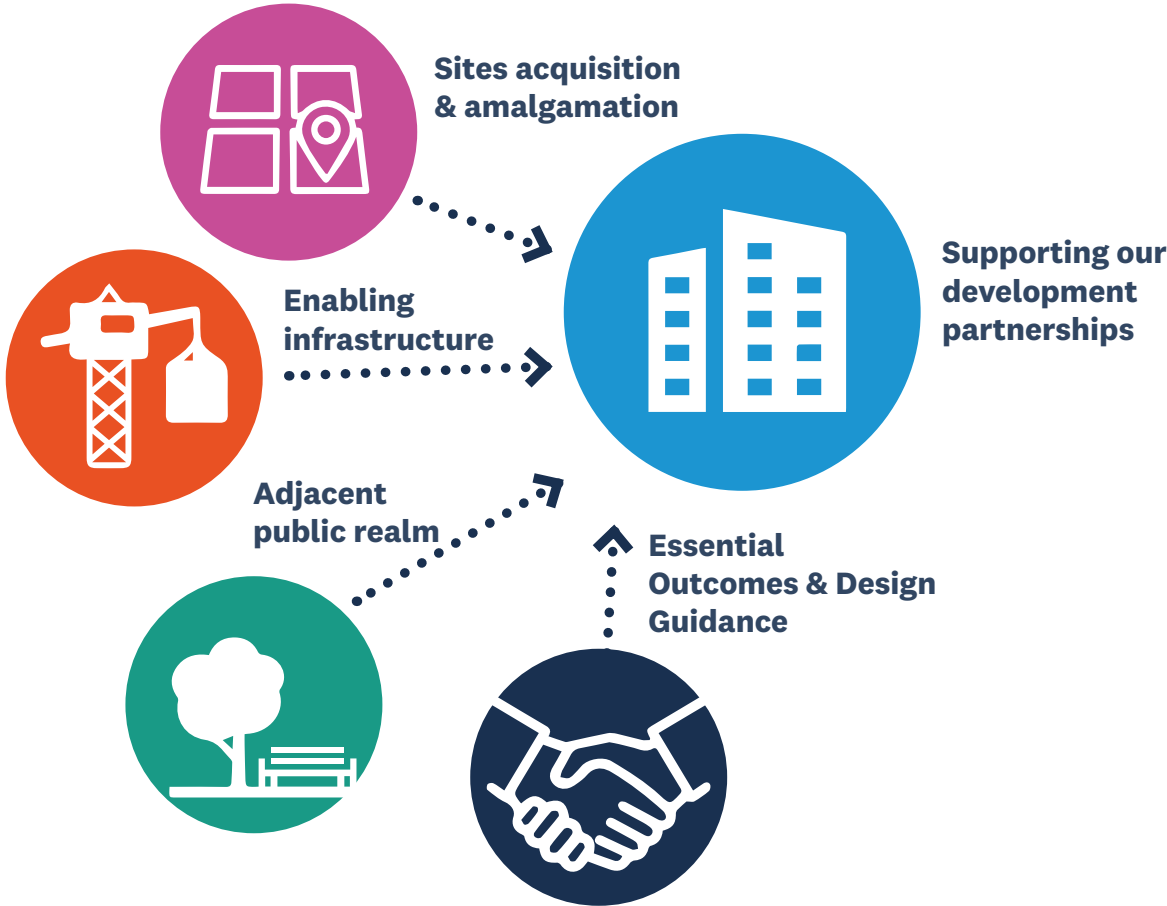 Sites acquisition
& amalgamation
Supporting our
development
partnerships
Enabling
infrastructure
Adjacent
public realm
Essential
Outcomes & Design
Guidance